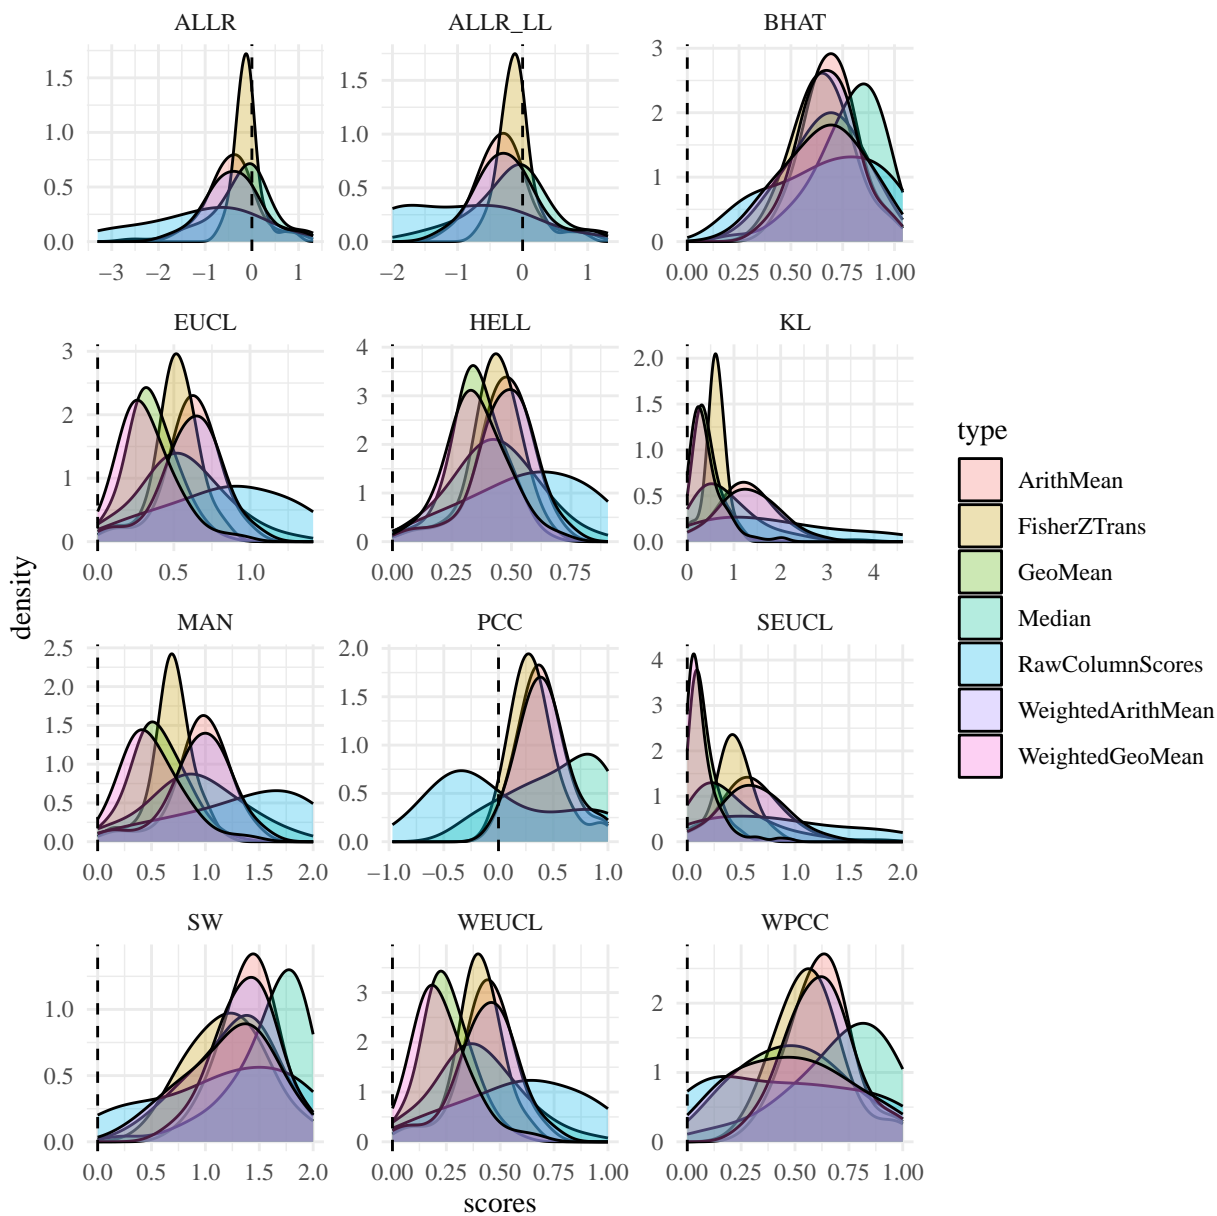 ALLR ALLR_LL BHAT
1.5 1.0 0.5 0.0
−3 −2 −1 0 1
1.5 1.0 0.5 0.0
−2 −1 0 1
3 2 1 0
0.00 0.25 0.50 0.75 1.00
EUCL HELL KL
3 2 1 0
0.0 0.5 1.0
4 3 2 1 0
0.00 0.25 0.50 0.75
2.0 1.5 1.0 0.5 0.0
0 1 2 3 4
density
MAN PCC SEUCL
2.5 2.0 1.5 1.0 0.5 0.0
0.0 0.5 1.0 1.5 2.0
2.0 1.5 1.0 0.5 0.0
−1.0 −0.5 0.0 0.5 1.0
4 3 2 1 0
0.0 0.5 1.0 1.5 2.0
SW WEUCL WPCC
1.0 0.5 0.0
0.0 0.5 1.0 1.5 2.0
3 2 1 0
0.00 0.25 0.50 0.75 1.00
2 1 0
0.00 0.25 0.50 0.75 1.00
scores
type
ArithMean
FisherZTrans
GeoMean
Median
RawColumnScores
WeightedArithMean
WeightedGeoMean